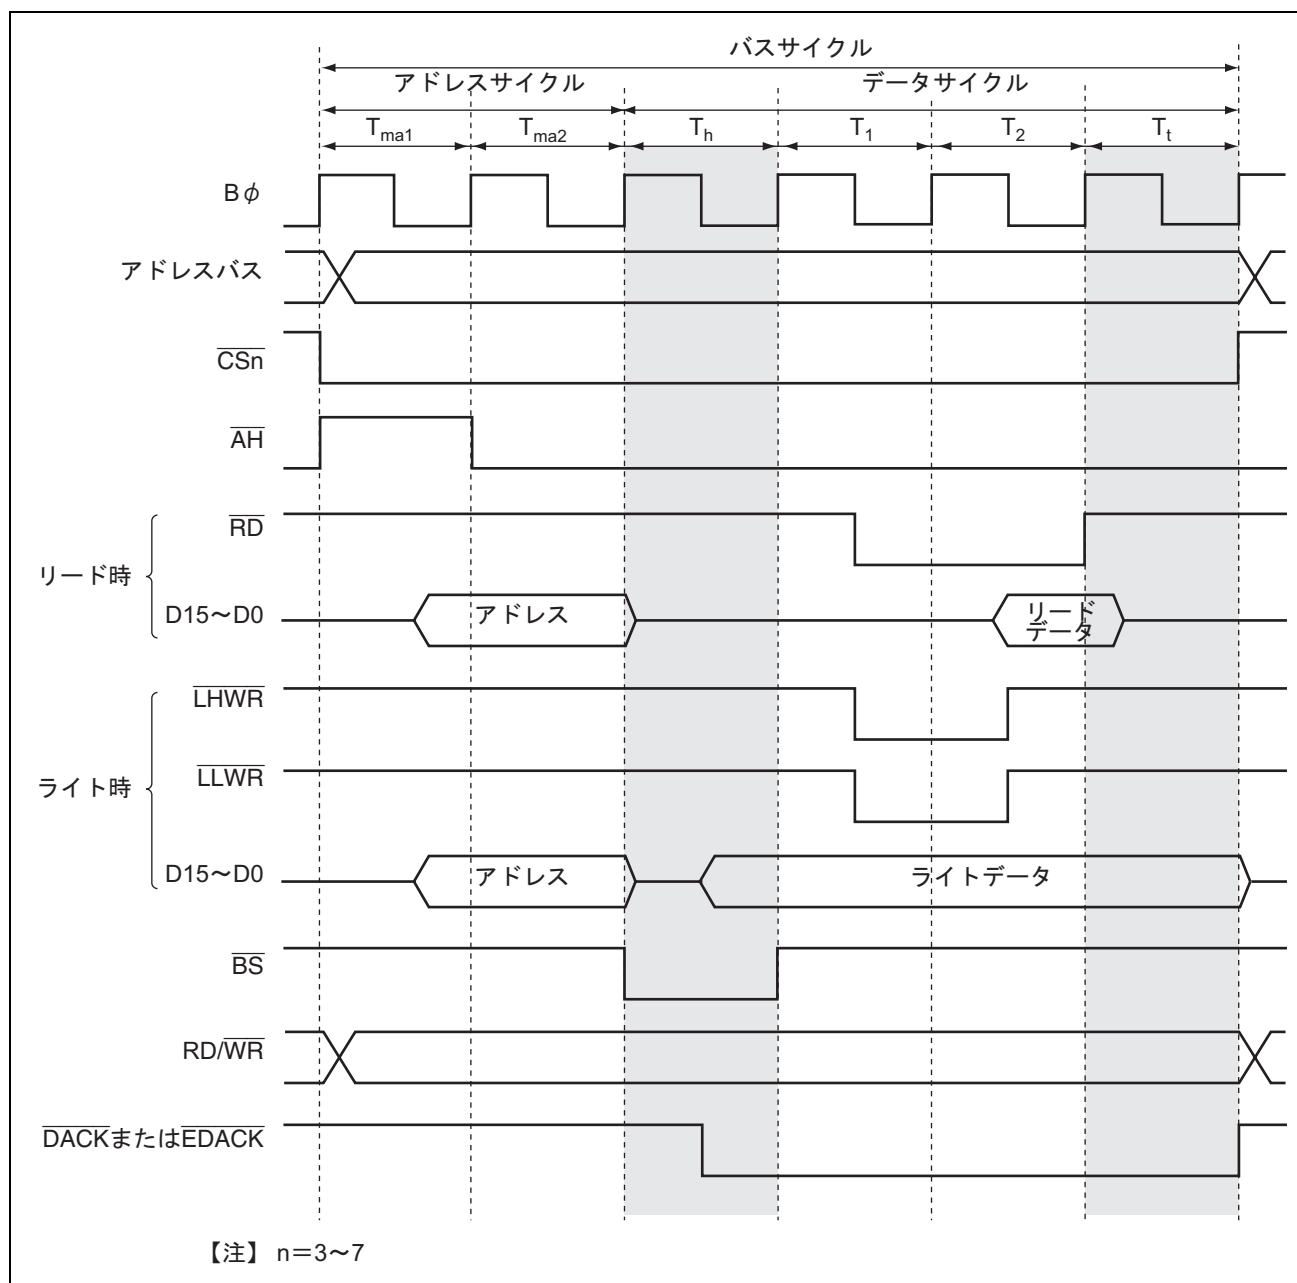 バスサイクル
アドレスサイクル データサイクル
Tma1 Tma2 Th T1 T2 Tt
Bφ
アドレスバス
CSn
AH
リード時
RD
D15〜D0 アドレス リードデータ
ライト時
LHWR
LLWR
D15〜D0 アドレス ライトデータ
BS
RD/WR
DACKまたはEDACK
【注】 n=3〜7